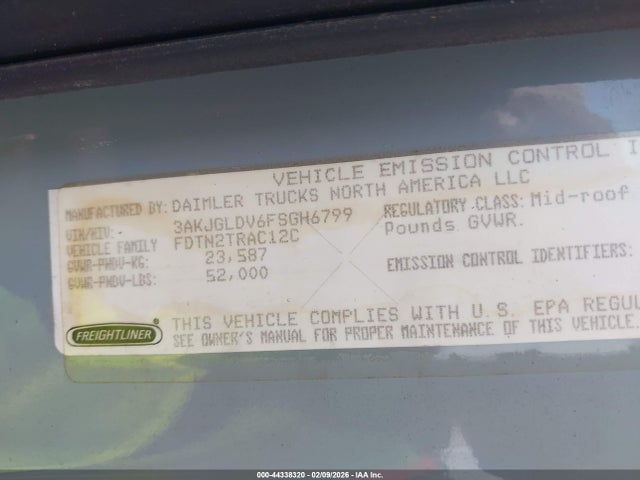 VEHICLE EMISSION CONTROL I
MANUFACTURED BY: DAIMLER TRUCKS NORTH AMERICA LLC
VIN/NIV: - 3AKJGLDV6FSGH6799
VEHICLE FAMILY FDTN2TRAC12C
GVWR-PNBV-KG: 23,587
GVWR-PNBV-LBS: 52,000
REGULATORY CLASS: Mid-roof
Pounds GVWR.
EMISSION CONTROL IDENTIFIERS:
THIS VEHICLE COMPLIES WITH U.S. EPA REGUL
SEE OWNER'S MANUAL FOR PROPER MAINTENANCE OF THIS VEHICLE.
FREIGHTLINER®
000-44338320 - 02/09/2026 - IAA Inc.